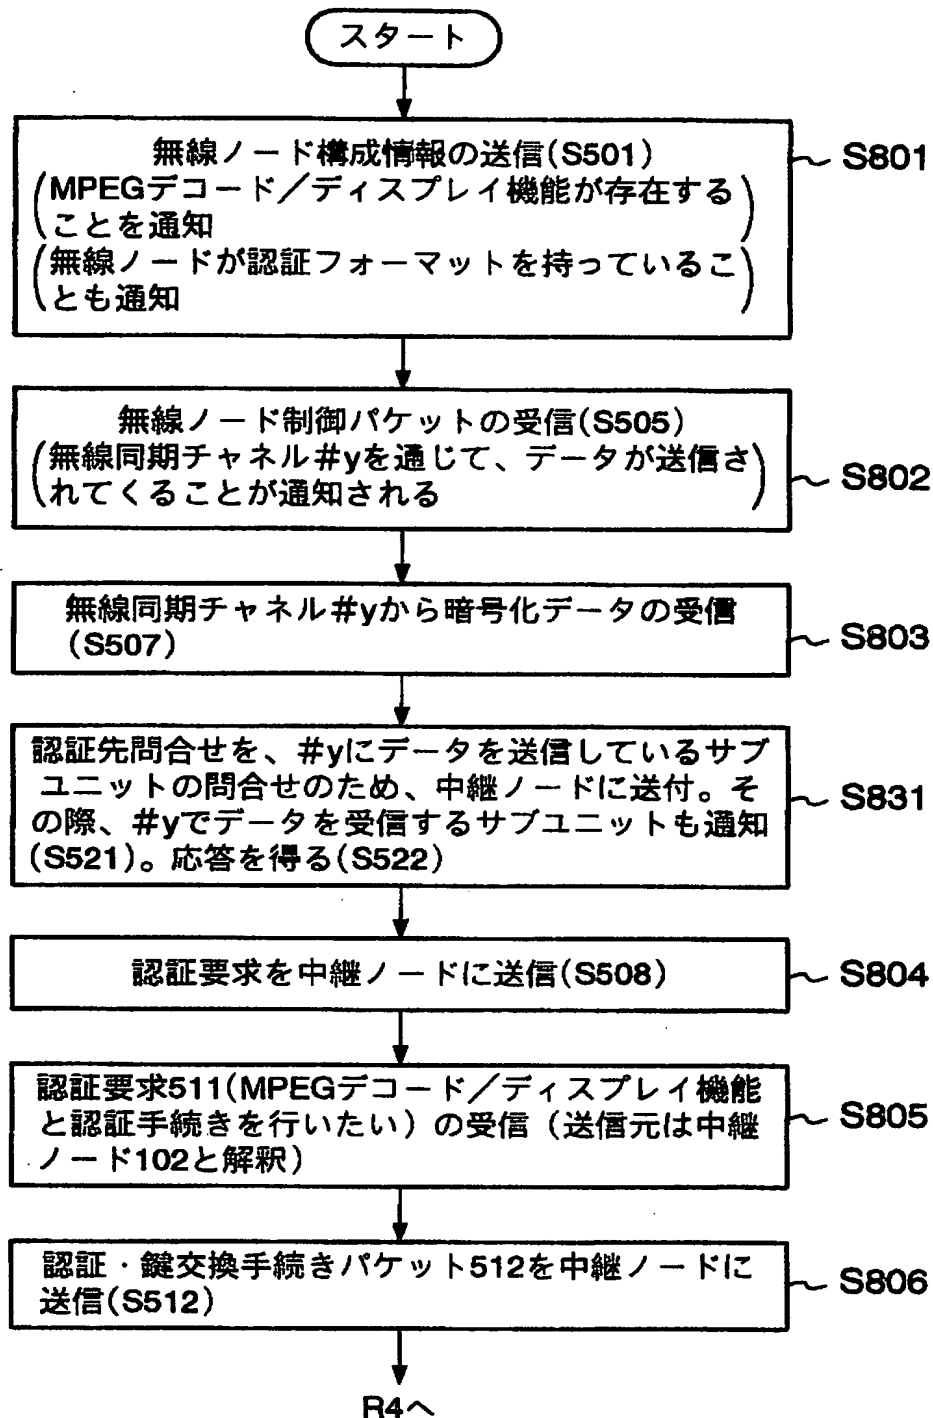 スタート
無線ノード構成情報の送信(S501)
(MPEGデコード／ディスプレイ機能が存在する
ことを通知)
(無線ノードが認証フォーマットを持っているこ
とも通知)
S801
無線ノード制御パケットの受信(S505)
(無線同期チャネル#yを通じて、データが送信さ
れてくることが通知される)
S802
無線同期チャネル#yから暗号化データの受信
(S507)
S803
認証先問合せを、#yにデータを送信しているサブ
ユニットの問合せのため、中継ノードに送付。そ
の際、#yでデータを受信するサブユニットも通知
(S521)。応答を得る(S522)
S831
認証要求を中継ノードに送信(S508)
S804
認証要求511(MPEGデコード／ディスプレイ機能
と認証手続きを行いたい)の受信（送信元は中継
ノード102と解釈）
S805
認証・鍵交換手続きパケット512を中継ノードに
送信(S512)
S806
R4へ